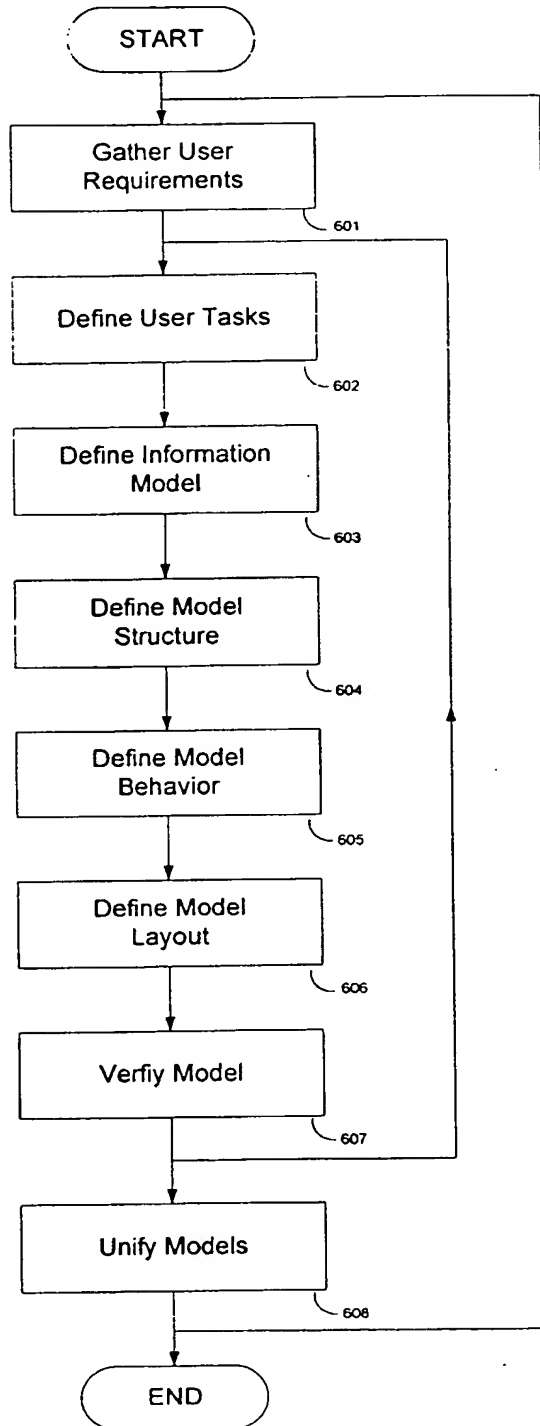 START
Gather User
Requirements
601
Define User Tasks
602
Define Information
Model
603
Define Model
Structure
604
Define Model
Behavior
605
Define Model
Layout
606
Verfiy Model
607
Unify Models
608
END